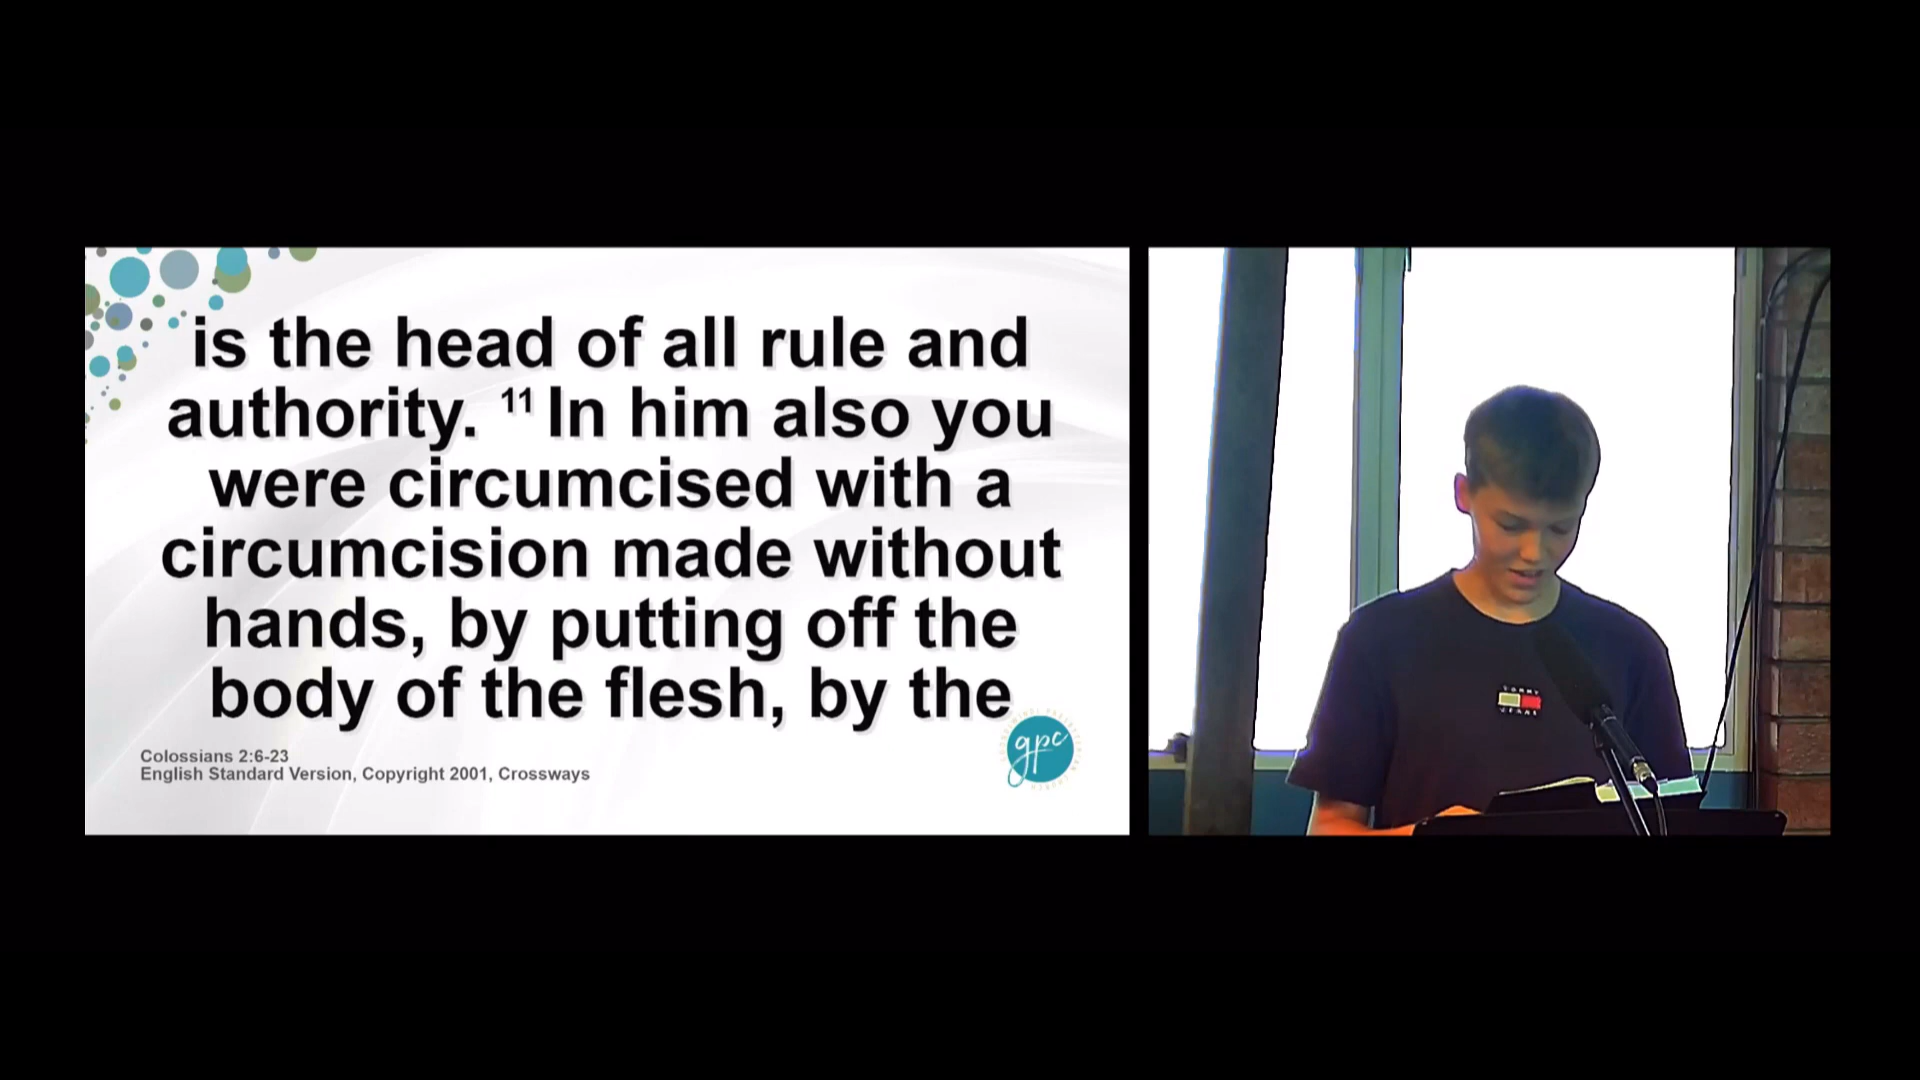 is the head of all rule and
authority. ¹¹ In him also you
were circumcised with a
circumcision made without
hands, by putting off the
body of the flesh, by the
Colossians 2:6-23
English Standard Version, Copyright 2001, Crossways
gpc
TOMMY
JEANS